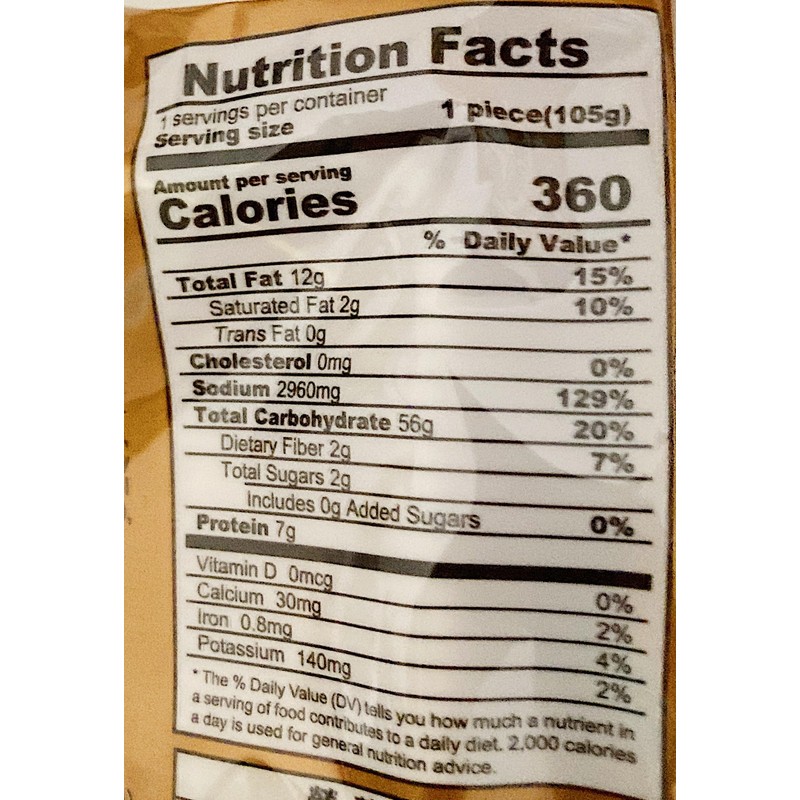 Nutrition Facts
1 servings per container
Serving size 1 piece(105g)
Amount per serving
Calories 360
% Daily Value*
Total Fat 12g 15%
Saturated Fat 2g 10%
Trans Fat 0g
Cholesterol 0mg 0%
Sodium 2960mg 129%
Total Carbohydrate 56g 20%
Dietary Fiber 2g 7%
Total Sugars 2g
Includes 0g Added Sugars 0%
Protein 7g
Vitamin D 0mcg 0%
Calcium 30mg 2%
Iron 0.8mg 4%
Potassium 140mg 2%
* The % Daily Value (DV) tells you how much a nutrient in
a serving of food contributes to a daily diet. 2,000 calories
a day is used for general nutrition advice.